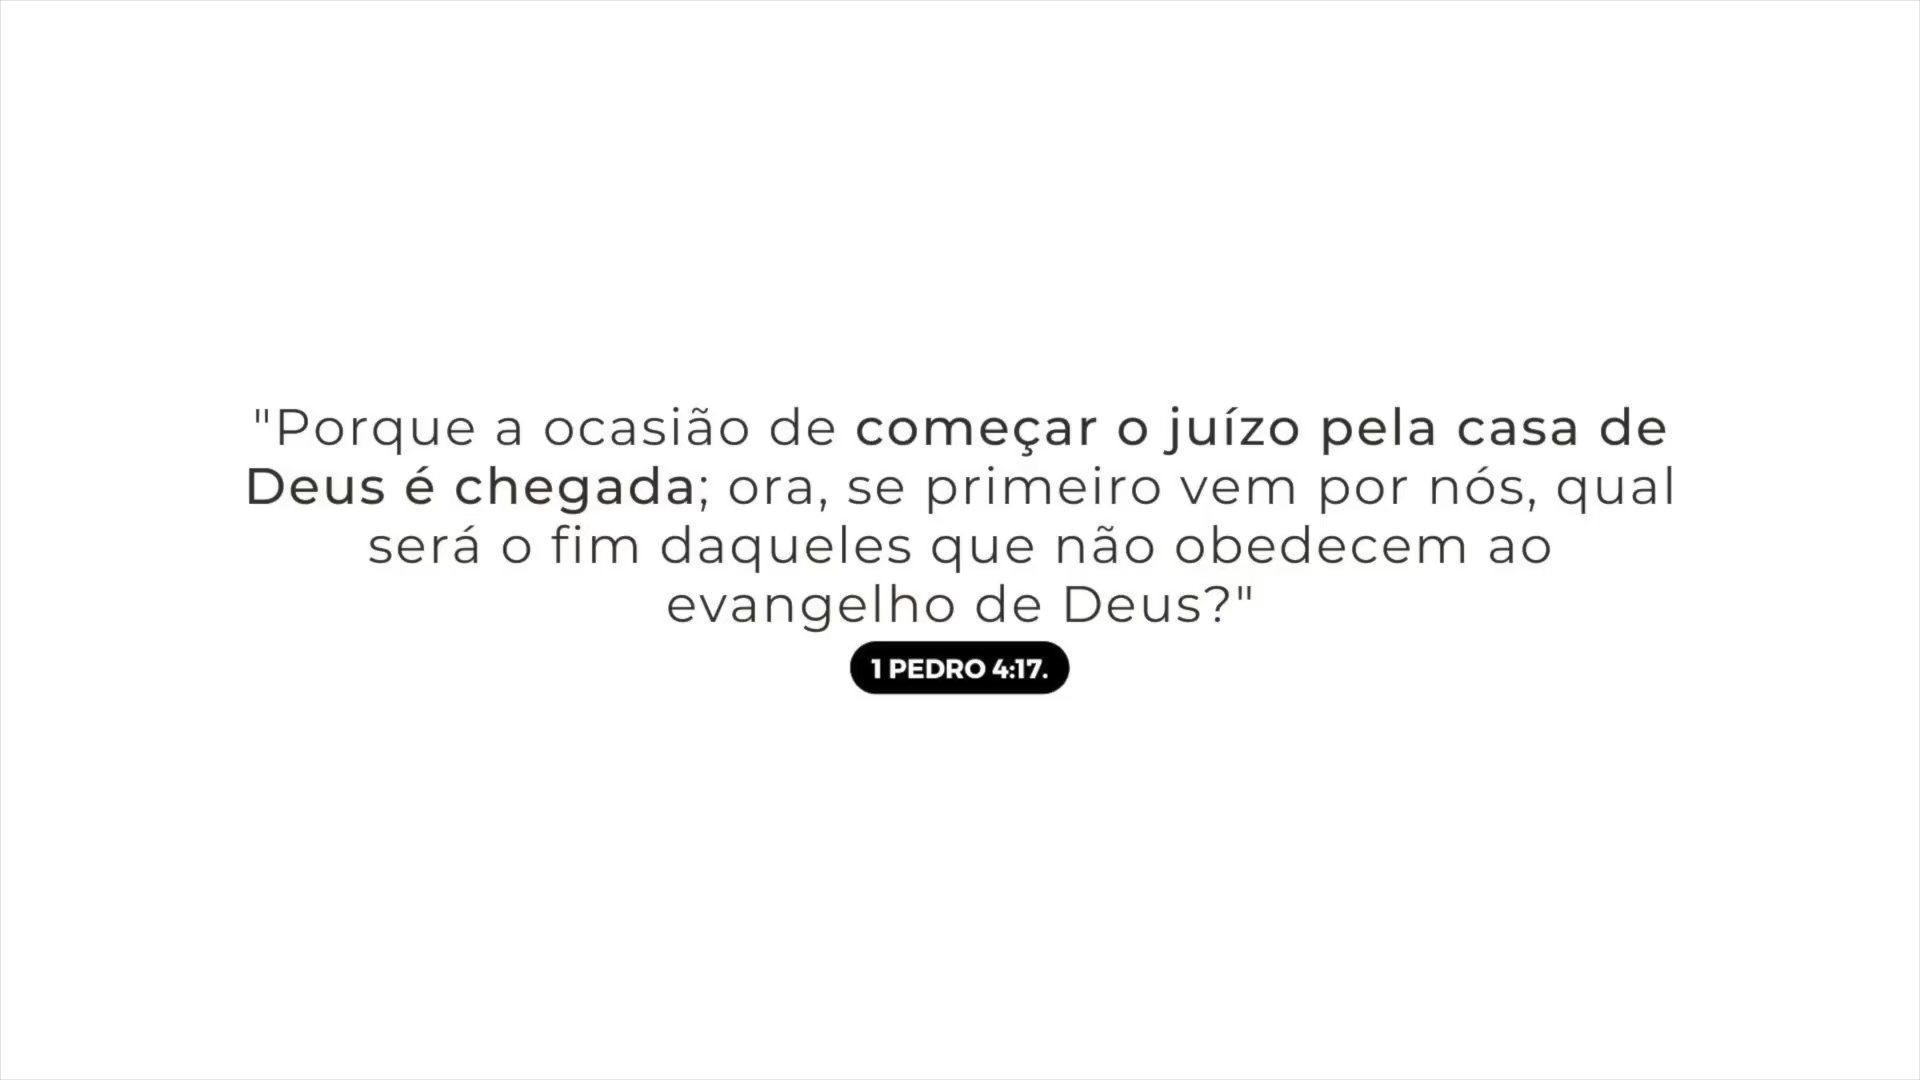 "Porque a ocasião de começar o juízo pela casa de
Deus é chegada; ora, se primeiro vem por nós, qual
será o fim daqueles que não obedecem ao
evangelho de Deus?"
1 PEDRO 4:17.